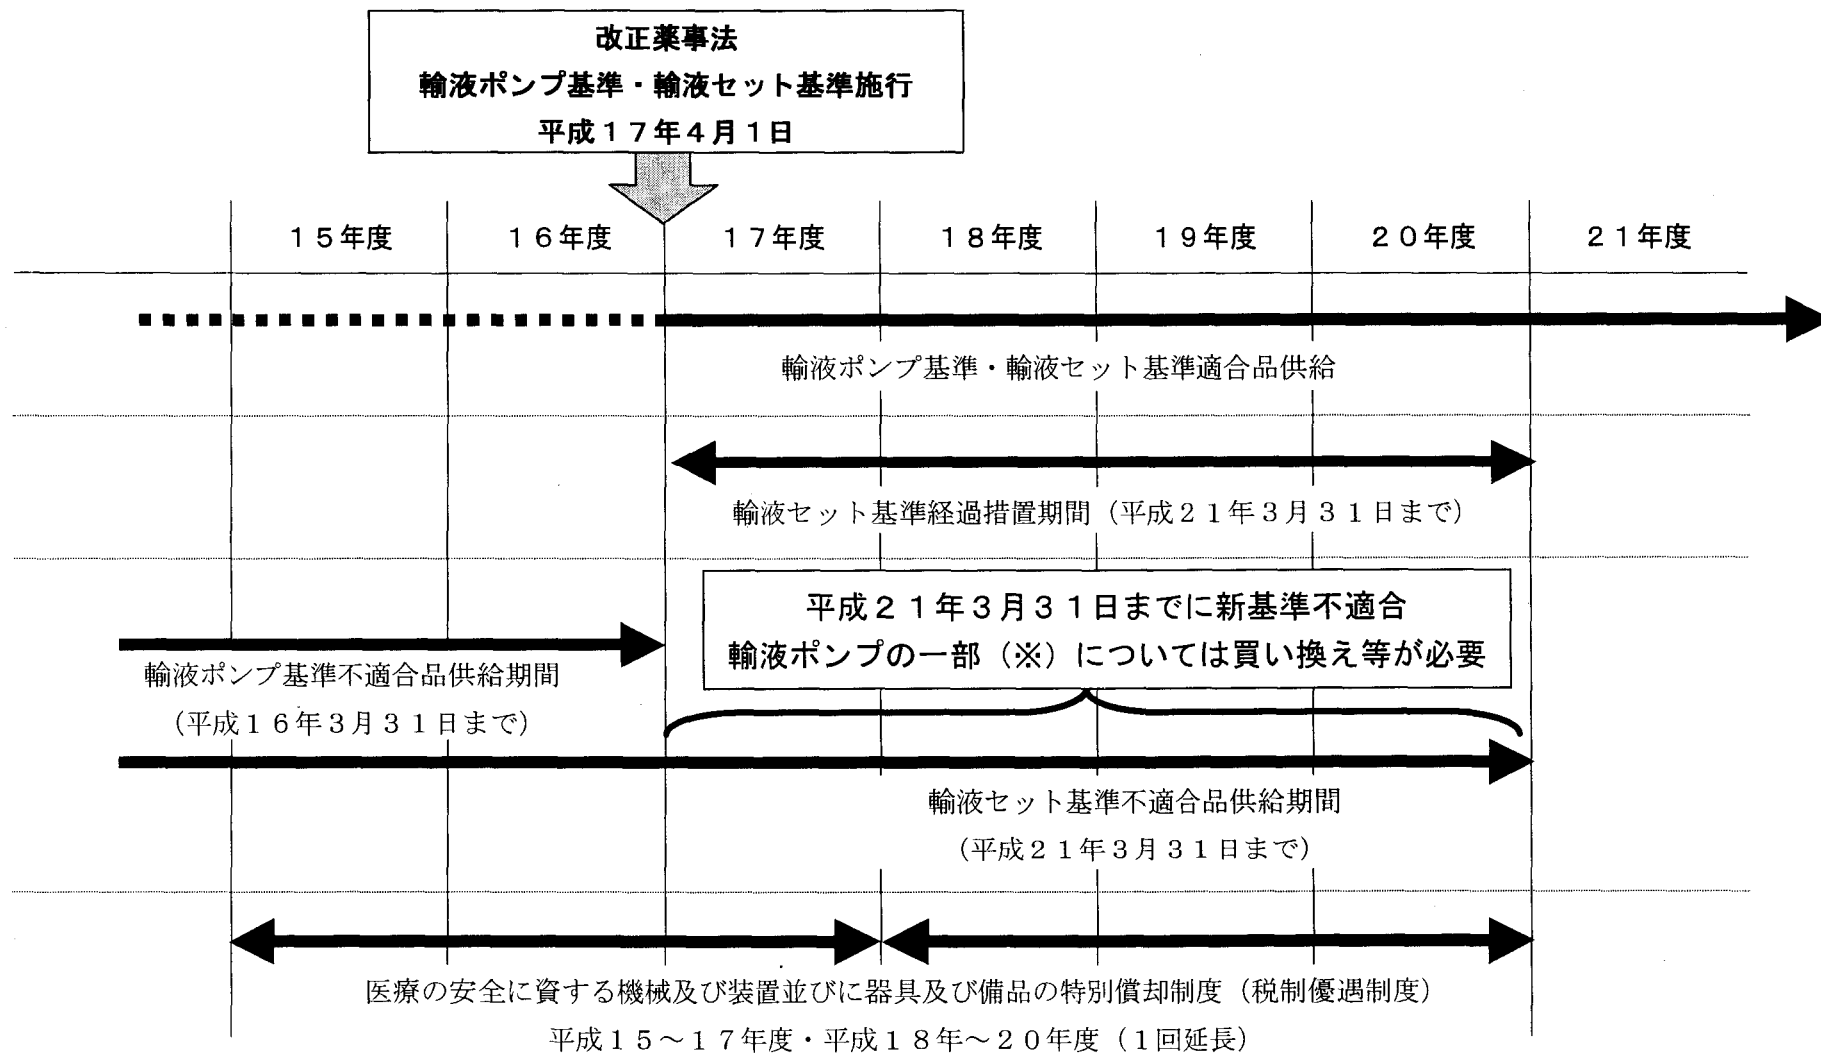 改正薬事法
輸液ポンプ基準・輸液セット基準施行
平成１７年４月１日
１５年度 １６年度 １７年度 １８年度 １９年度 ２０年度 ２１年度
輸液ポンプ基準・輸液セット基準適合品供給
輸液セット基準経過措置期間（平成２１年３月３１日まで）
平成２１年３月３１日までに新基準不適合
輸液ポンプの一部（※）については買い換え等が必要
輸液ポンプ基準不適合品供給期間
（平成１６年３月３１日まで）
輸液セット基準不適合品供給期間
（平成２１年３月３１日まで）
医療の安全に資する機械及び装置並びに器具及び備品の特別償却制度（税制優遇制度）
平成１５～１７年度・平成１８年～２０年度（１回延長）